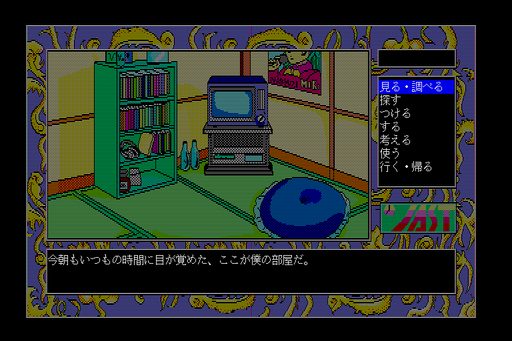 見る・調べる
探す
つける
する
考える
使う
行く・帰る
JAST
今朝もいつもの時間に目が覚めた、ここが僕の部屋だ。